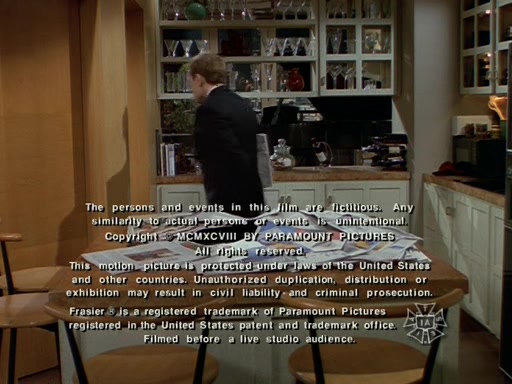 The persons and events in this film are fictitious. Any
similarity to actual persons or events is unintentional.
Copyright © MCMXCVIII BY PARAMOUNT PICTURES
All rights reserved.
This motion picture is protected under laws of the United States
and other countries. Unauthorized duplication, distribution or
exhibition may result in civil liability and criminal prosecution.
Frasier ® is a registered trademark of Paramount Pictures
registered in the United States patent and trademark office.
Filmed before a live studio audience.
IA